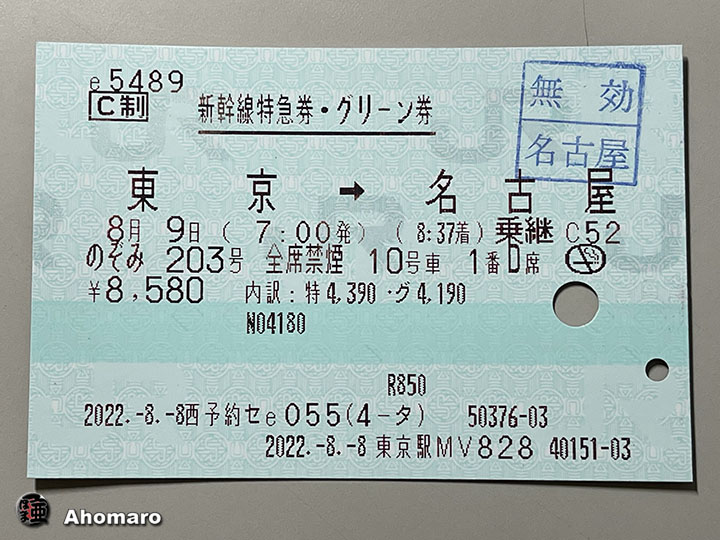 e5489
C制
新幹線特急券・グリーン券
無効
名古屋
東京 → 名古屋
8月 9日 ( 7:00発) ( 8:37着) 乗継 C52
のぞみ 203号 全席禁煙 10号車 1番D席
¥8,580 内訳:特4,390・グ4,190
N04180
R850
2022.-8.-8西予約セe055(4-タ) 50376-03
2022.-8.-8東京駅MV828 40151-03
Ahomaro